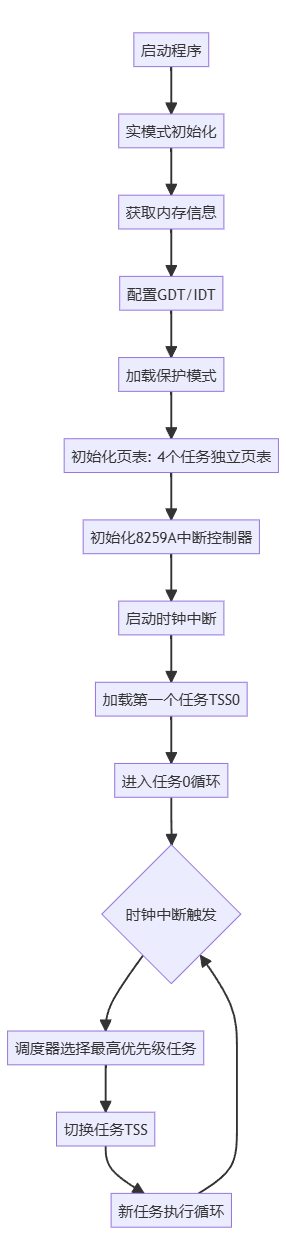 启动程序
实模式初始化
获取内存信息
配置GDT/IDT
加载保护模式
初始化页表: 4个任务独立页表
初始化8259A中断控制器
启动时钟中断
加载第一个任务TSS0
进入任务0循环
时钟中断触发
调度器选择最高优先级任务
切换任务TSS
新任务执行循环